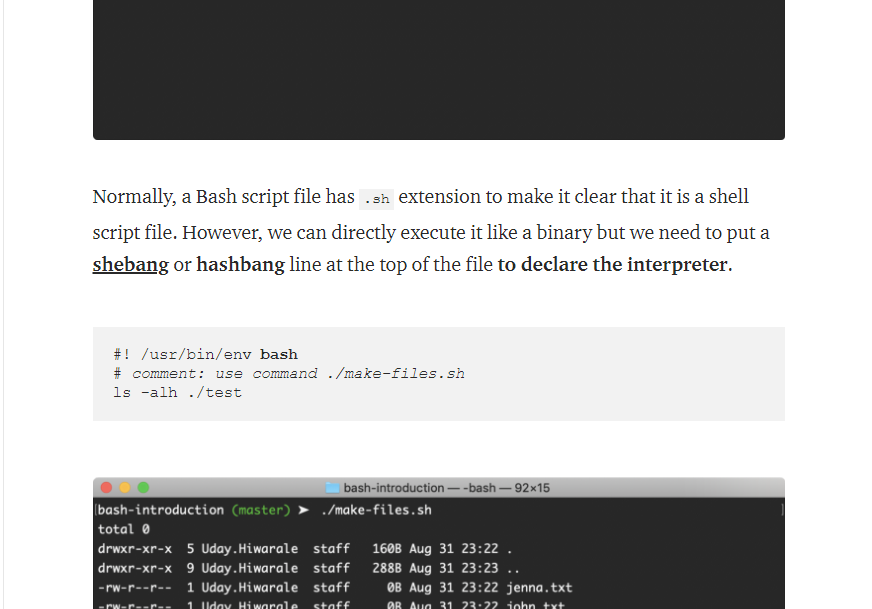 Normally, a Bash script file has .sh extension to make it clear that it is a shell
script file. However, we can directly execute it like a binary but we need to put a
shebang or hashbang line at the top of the file to declare the interpreter.
#! /usr/bin/env bash
# comment: use command ./make-files.sh
ls -alh ./test
bash-introduction — -bash — 92×15
[bash-introduction (master) ➤ ./make-files.sh ]
total 0
drwxr-xr-x 5 Uday.Hiwarale staff 160B Aug 31 23:22 .
drwxr-xr-x 9 Uday.Hiwarale staff 288B Aug 31 23:23 ..
-rw-r--r-- 1 Uday.Hiwarale staff 0B Aug 31 23:22 jenna.txt
-rw-r--r-- 1 Uday.Hiwarale staff 0B Aug 31 23:22 john.txt